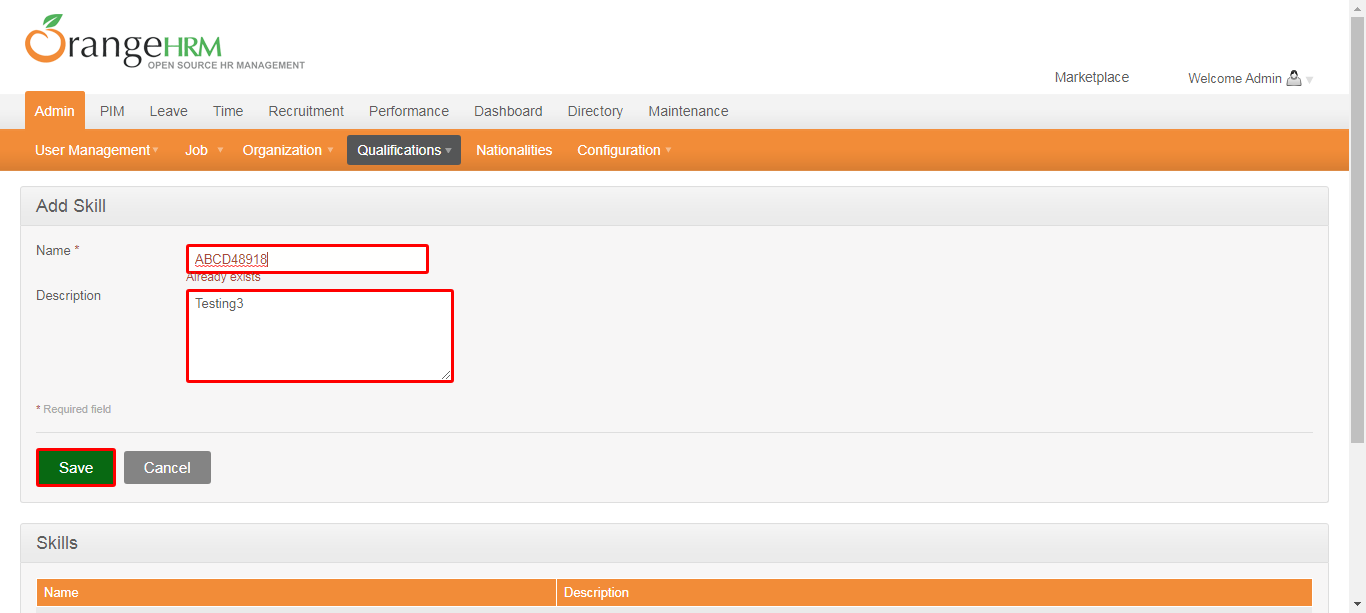 OrangeHRM
OPEN SOURCE HR MANAGEMENT
Marketplace
Welcome Admin
Admin PIM Leave Time Recruitment Performance Dashboard Directory Maintenance
User Management Job Organization Qualifications Nationalities Configuration
Add Skill
Name *
ABCD48918
Already exists
Description
Testing3
* Required field
Save Cancel
Skills
Name Description